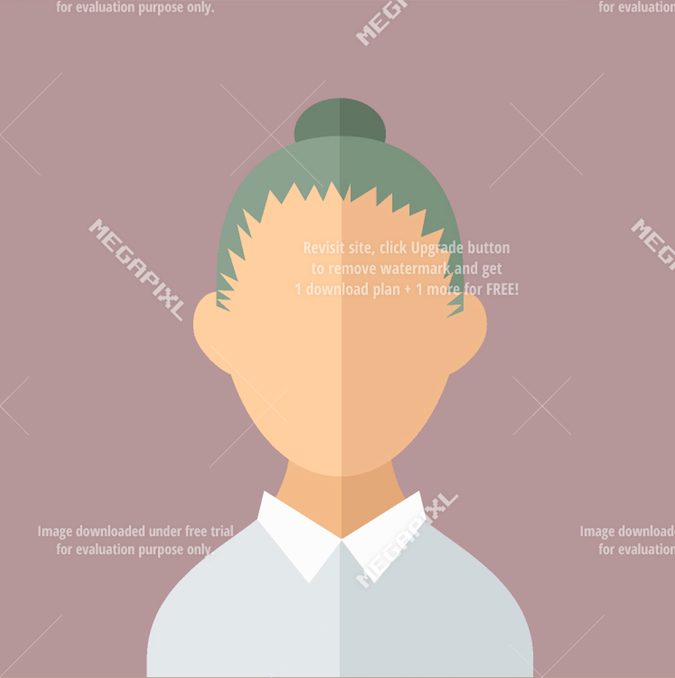 for evaluation purpose only.
for evaluation
MEGAPIXL
MEGAPIXL
Revisit site, click Upgrade button
to remove watermark and get
1 download plan + 1 more for FREE!
Image downloaded under free trial
for evaluation purpose only.
Image download
for evaluation
MEGAPIXL